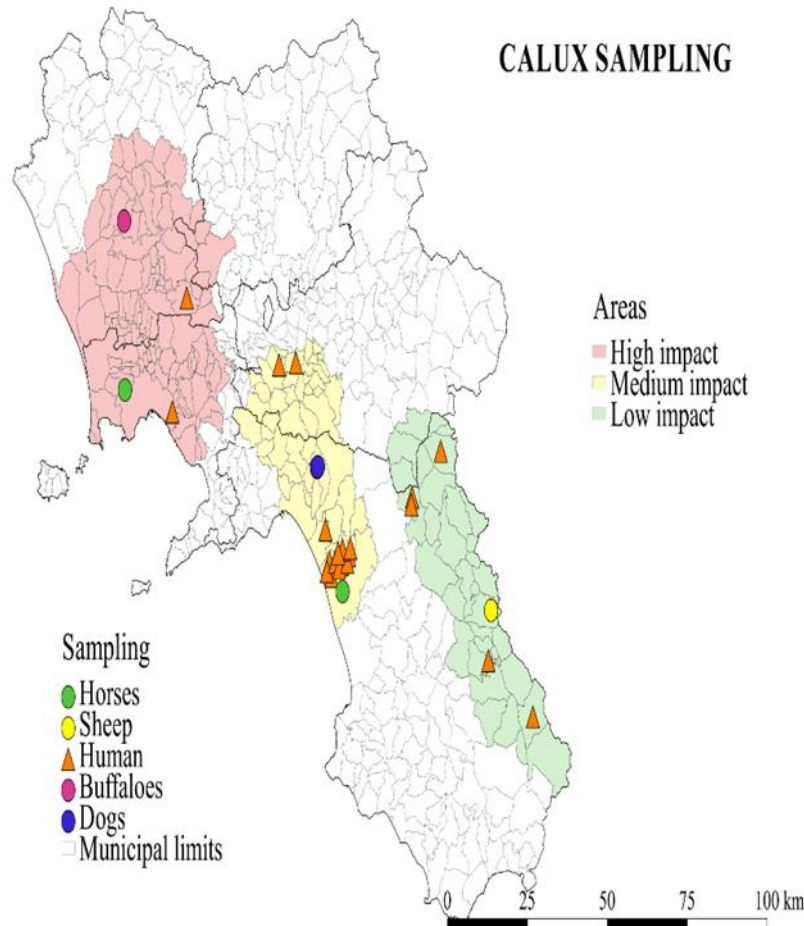 CALUX SAMPLING
Areas
High impact
Medium impact
Low impact
Sampling
Horses
Sheep
Human
Buffaloes
Dogs
Municipal limits
0 25 50 75 100 km